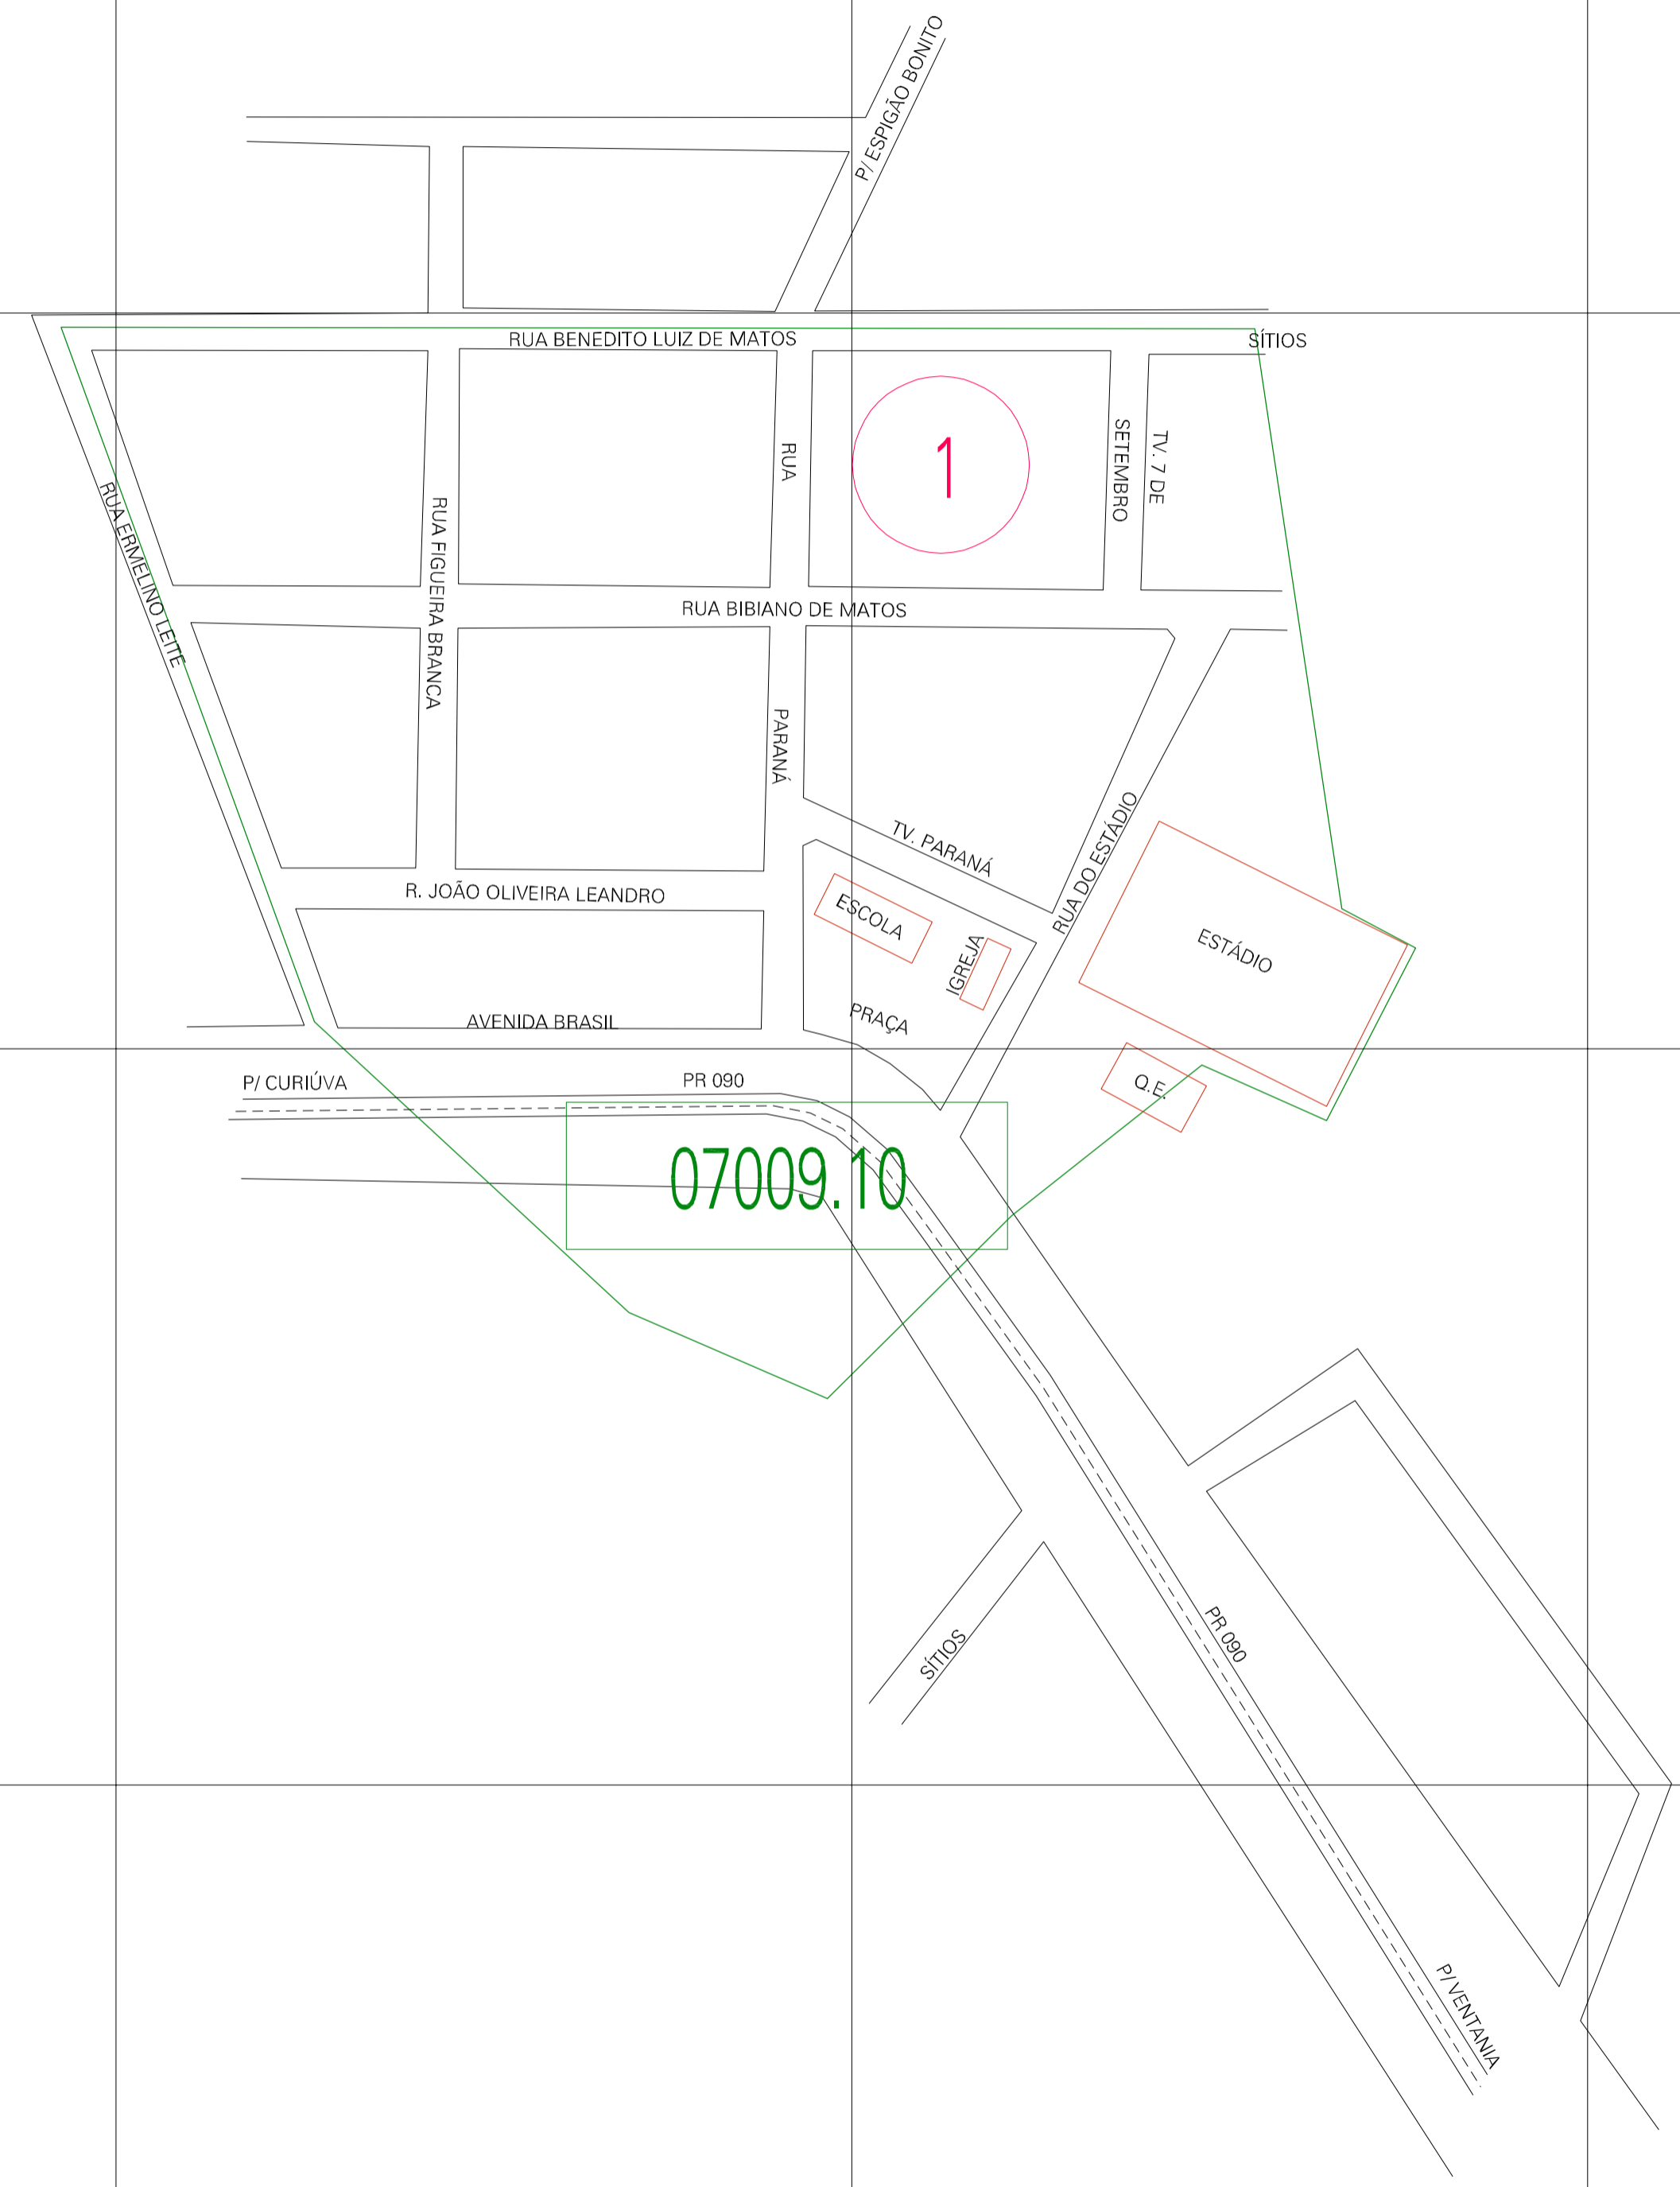 P/ ESPIGÃO BONITO
RUA BENEDITO LUIZ DE MATOS
SÍTIOS
RUA
1
SETEMBRO
TV. 7 DE
RUA ERMELINO LEITE
RUA FIGUEIRA BRANCA
RUA BIBIANO DE MATOS
PARANÁ
TV. PARANÁ
RUA DO ESTÁDIO
R. JOÃO OLIVEIRA LEANDRO
ESCOLA
IGREJA
ESTÁDIO
PRAÇA
AVENIDA BRASIL
P/ CURIÚVA
PR 090
Q.E.
07009.10
SÍTIOS
PR 090
P/ VENTANIA